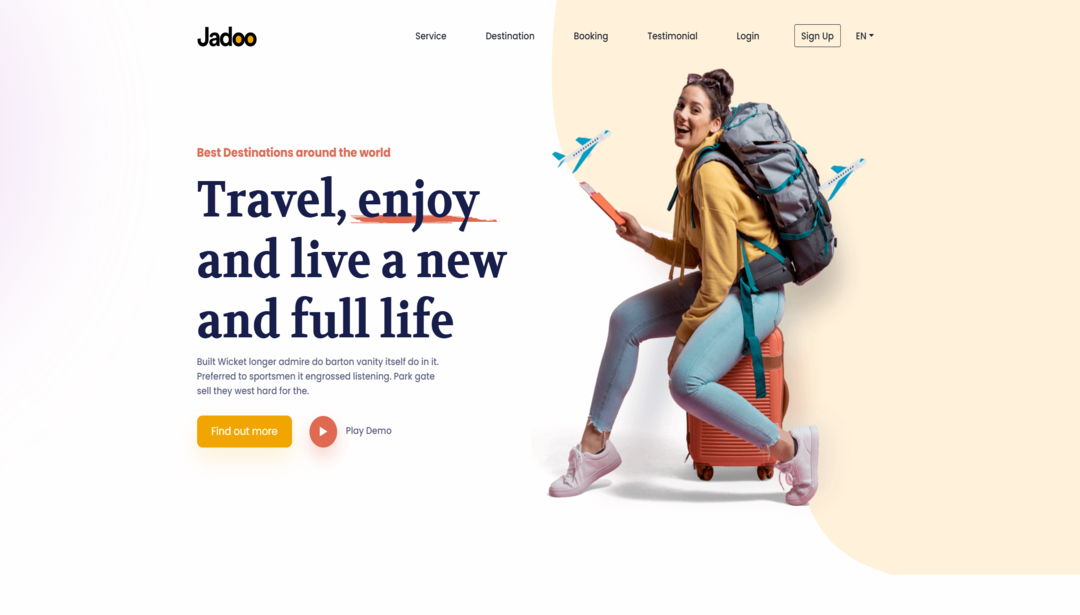 Jadoo
Service
Destination
Booking
Testimonial
Login
Sign Up
EN
Best Destinations around the world
Travel, enjoy
and live a new
and full life
Built Wicket longer admire do barton vanity itself do in it.
Preferred to sportsmen it engrossed listening. Park gate
sell they west hard for the.
Find out more
Play Demo